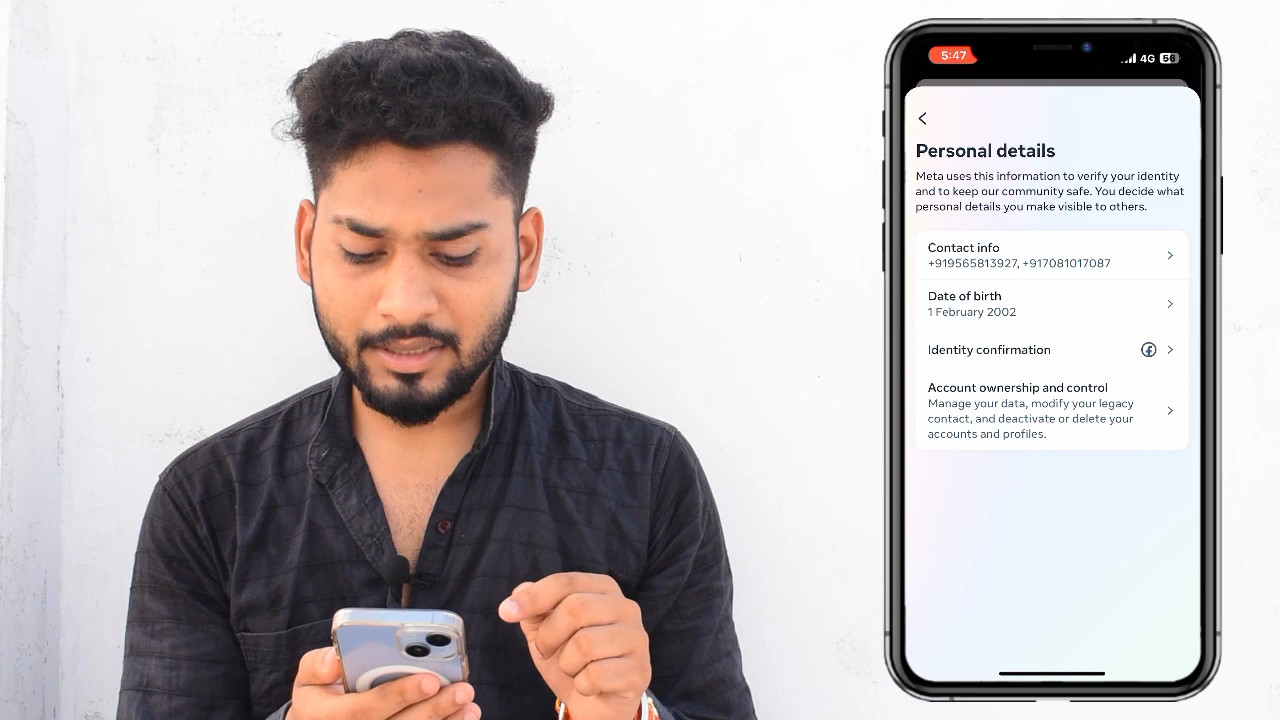 5:47
4G 56
Personal details
Meta uses this information to verify your identity
and to keep our community safe. You decide what
personal details you make visible to others.
Contact info
+919565813927, +917081017087
Date of birth
1 February 2002
Identity confirmation
Account ownership and control
Manage your data, modify your legacy
contact, and deactivate or delete your
accounts and profiles.